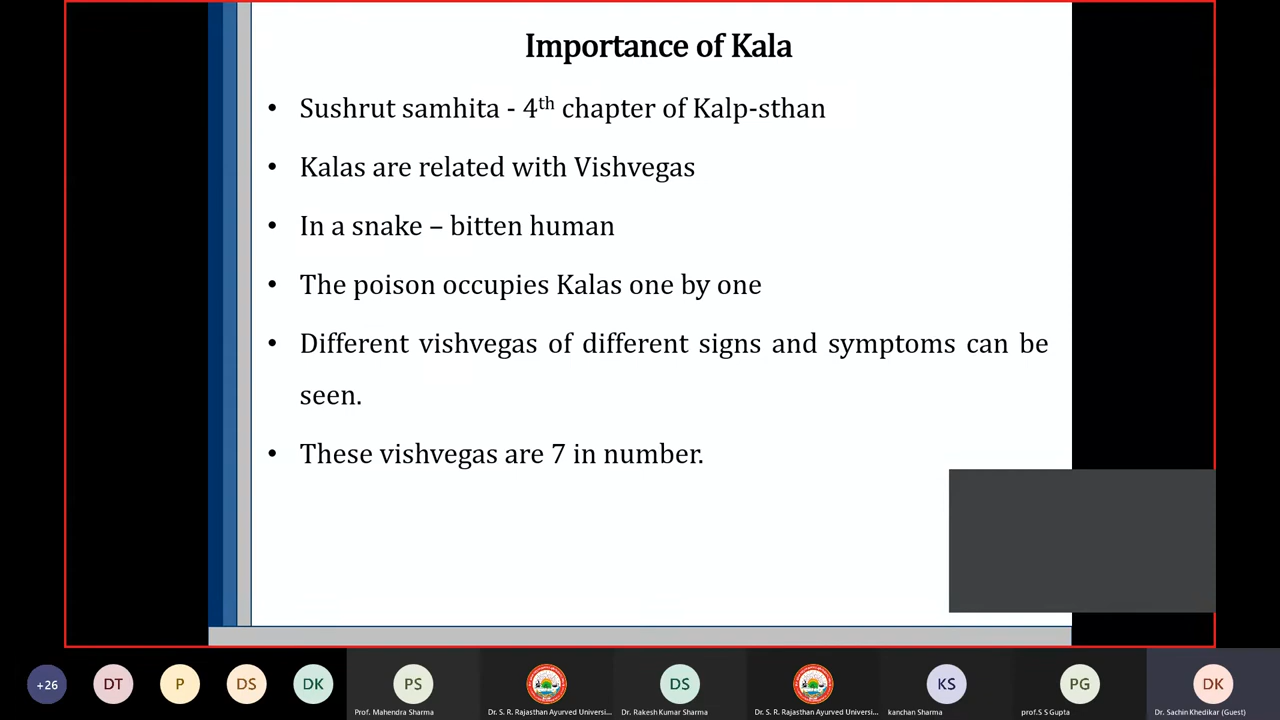 Importance of Kala
• Sushrut samhita - 4th chapter of Kalp-sthan
• Kalas are related with Vishvegas
• In a snake – bitten human
• The poison occupies Kalas one by one
• Different vishvegas of different signs and symptoms can be
seen.
• These vishvegas are 7 in number.
+26 DT P DS DK PS DS KS PG DK
Prof. Mahendra Sharma Dr. S. R. Rajasthan Ayurved Universi... Dr. Rakesh Kumar Sharma Dr. S. R. Rajasthan Ayurved Universi... kanchan Sharma prof.S S Gupta Dr. Sachin Khedikar (Guest)